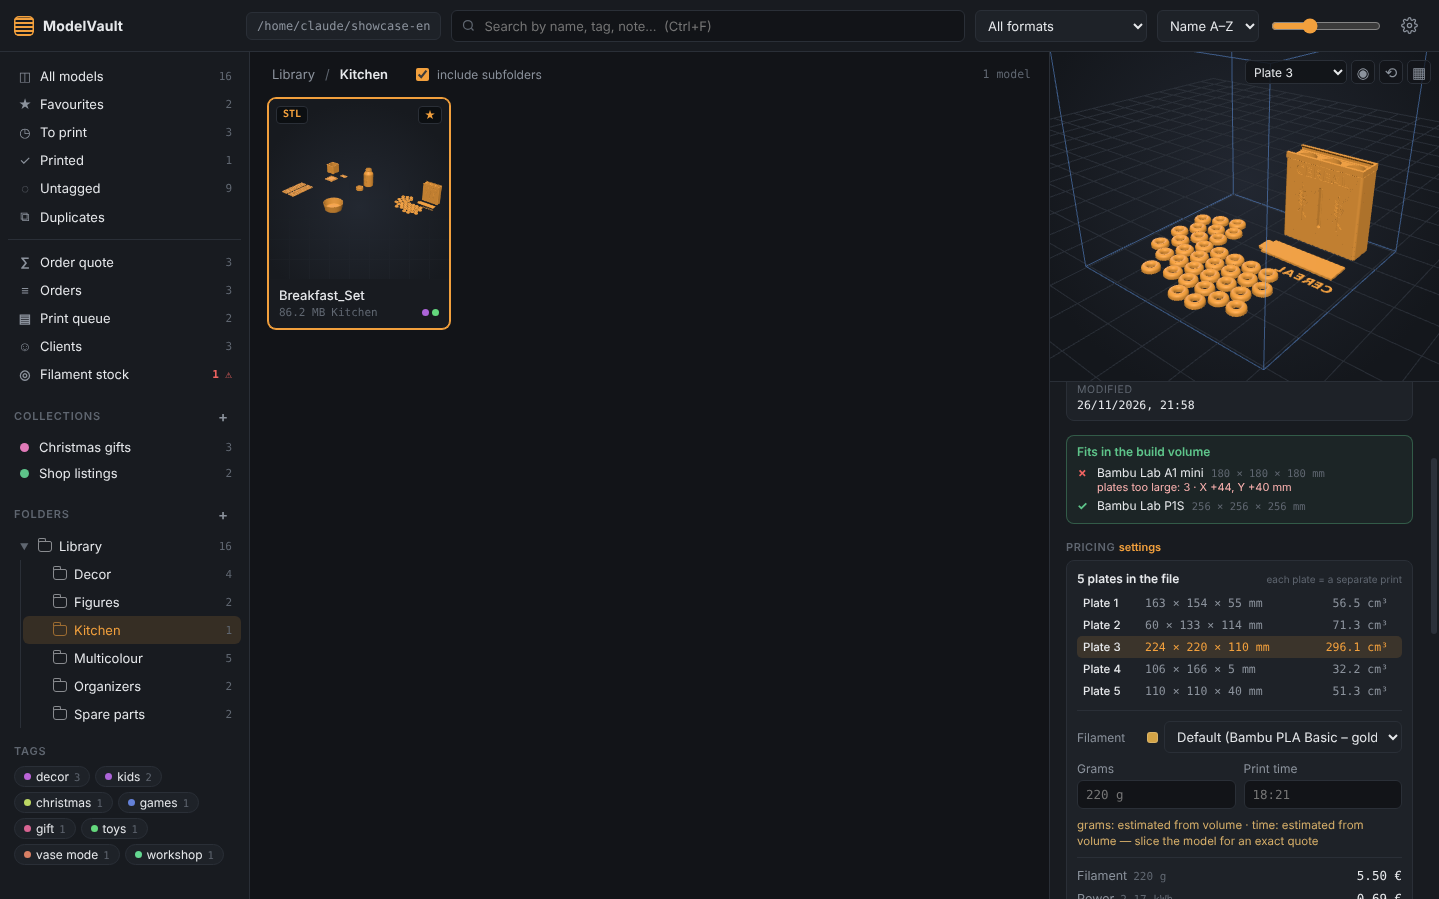 ModelVault
/home/claude/showcase-en
Search by name, tag, note... (Ctrl+F)
All formats
Name A–Z
All models 16
Favourites 2
To print 3
Printed 1
Untagged 9
Duplicates
Order quote 3
Orders 3
Print queue 2
Clients 3
Filament stock 1 ⚠
COLLECTIONS +
Christmas gifts 3
Shop listings 2
FOLDERS +
Library 16
Decor 4
Figures 2
Kitchen 1
Multicolour 5
Organizers 2
Spare parts 2
TAGS
decor 3 kids 2
christmas 1 games 1
gift 1 toys 1
vase mode 1 workshop 1
Library / Kitchen include subfolders 1 model
STL
Breakfast_Set
86.2 MB Kitchen
Plate 3
CEREAL
MODIFIED
26/11/2026, 21:58
Fits in the build volume
Bambu Lab A1 mini 180 × 180 × 180 mm
plates too large: 3 · X +44, Y +40 mm
Bambu Lab P1S 256 × 256 × 256 mm
PRICING settings
5 plates in the file each plate = a separate print
Plate 1 163 × 154 × 55 mm 56.5 cm³
Plate 2 60 × 133 × 114 mm 71.3 cm³
Plate 3 224 × 220 × 110 mm 296.1 cm³
Plate 4 106 × 166 × 5 mm 32.2 cm³
Plate 5 110 × 110 × 40 mm 51.3 cm³
Filament Default (Bambu PLA Basic – gold
Grams Print time
220 g 18:21
grams: estimated from volume · time: estimated from
volume — slice the model for an exact quote
Filament 220 g 5.50 €
Power 2.17 kWh 0.69 €